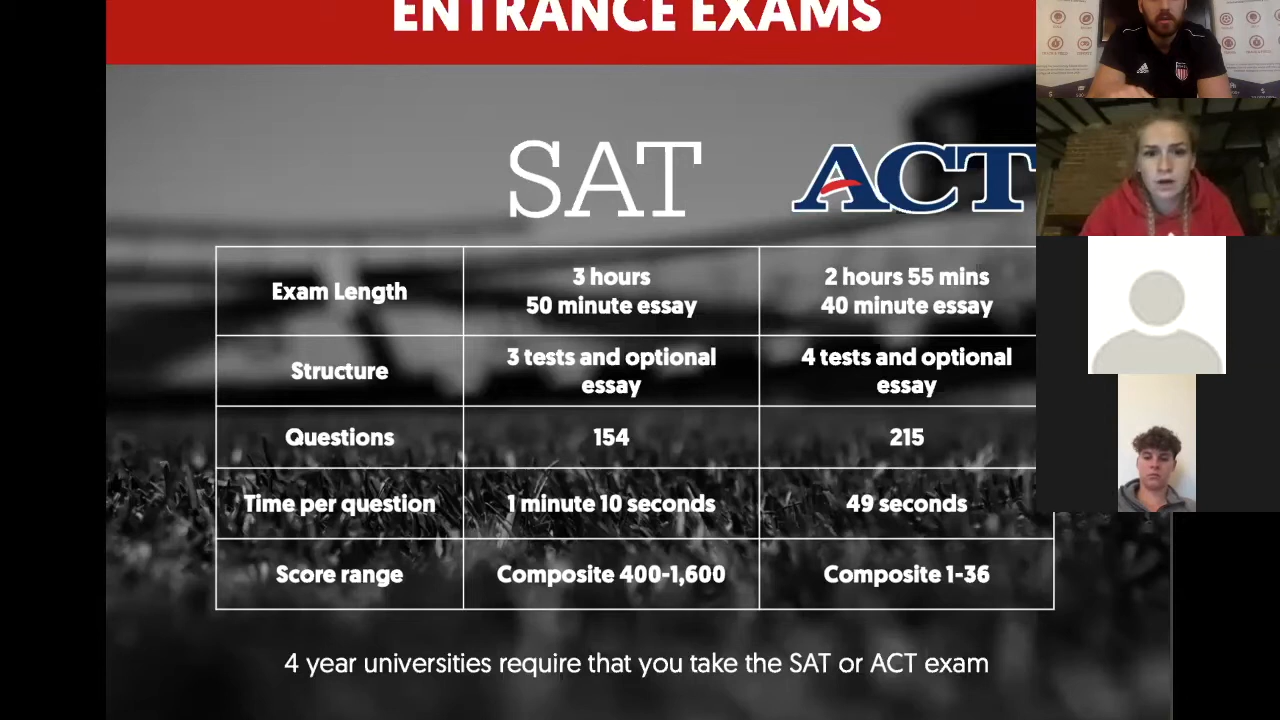 ENTRANCE EXAMS
SAT
ACT
Exam Length
3 hours
50 minute essay
2 hours 55 mins
40 minute essay
Structure
3 tests and optional
essay
4 tests and optional
essay
Questions
154
215
Time per question
1 minute 10 seconds
49 seconds
Score range
Composite 400-1,600
Composite 1-36
4 year universities require that you take the SAT or ACT exam